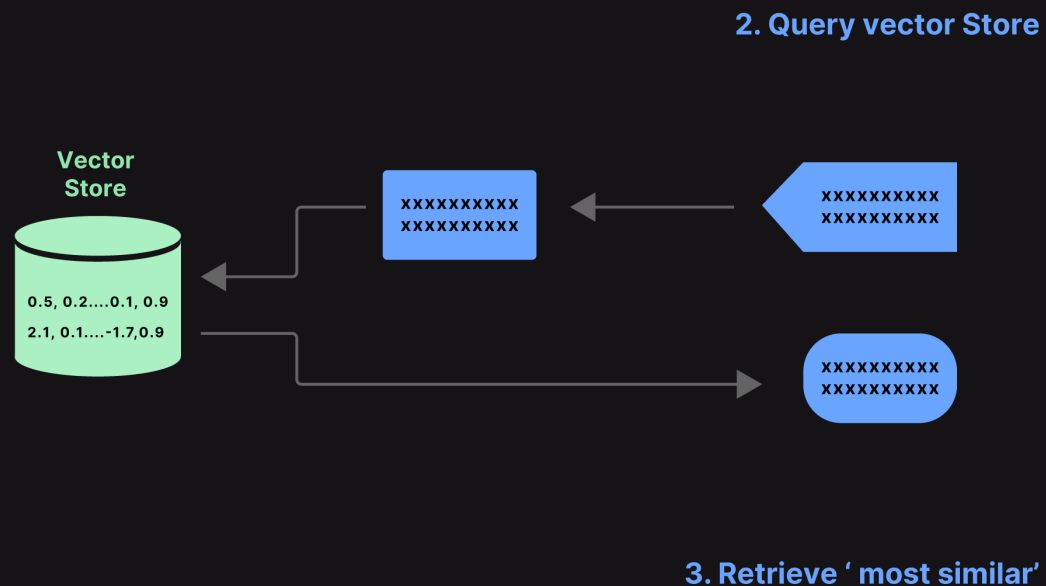 2. Query vector Store
Vector
Store
xxxxxxxxxx
xxxxxxxxxx
xxxxxxxxxx
xxxxxxxxxx
0.5, 0.2....0.1, 0.9
2.1, 0.1....-1.7,0.9
xxxxxxxxxx
xxxxxxxxxx
3. Retrieve ‘ most similar’